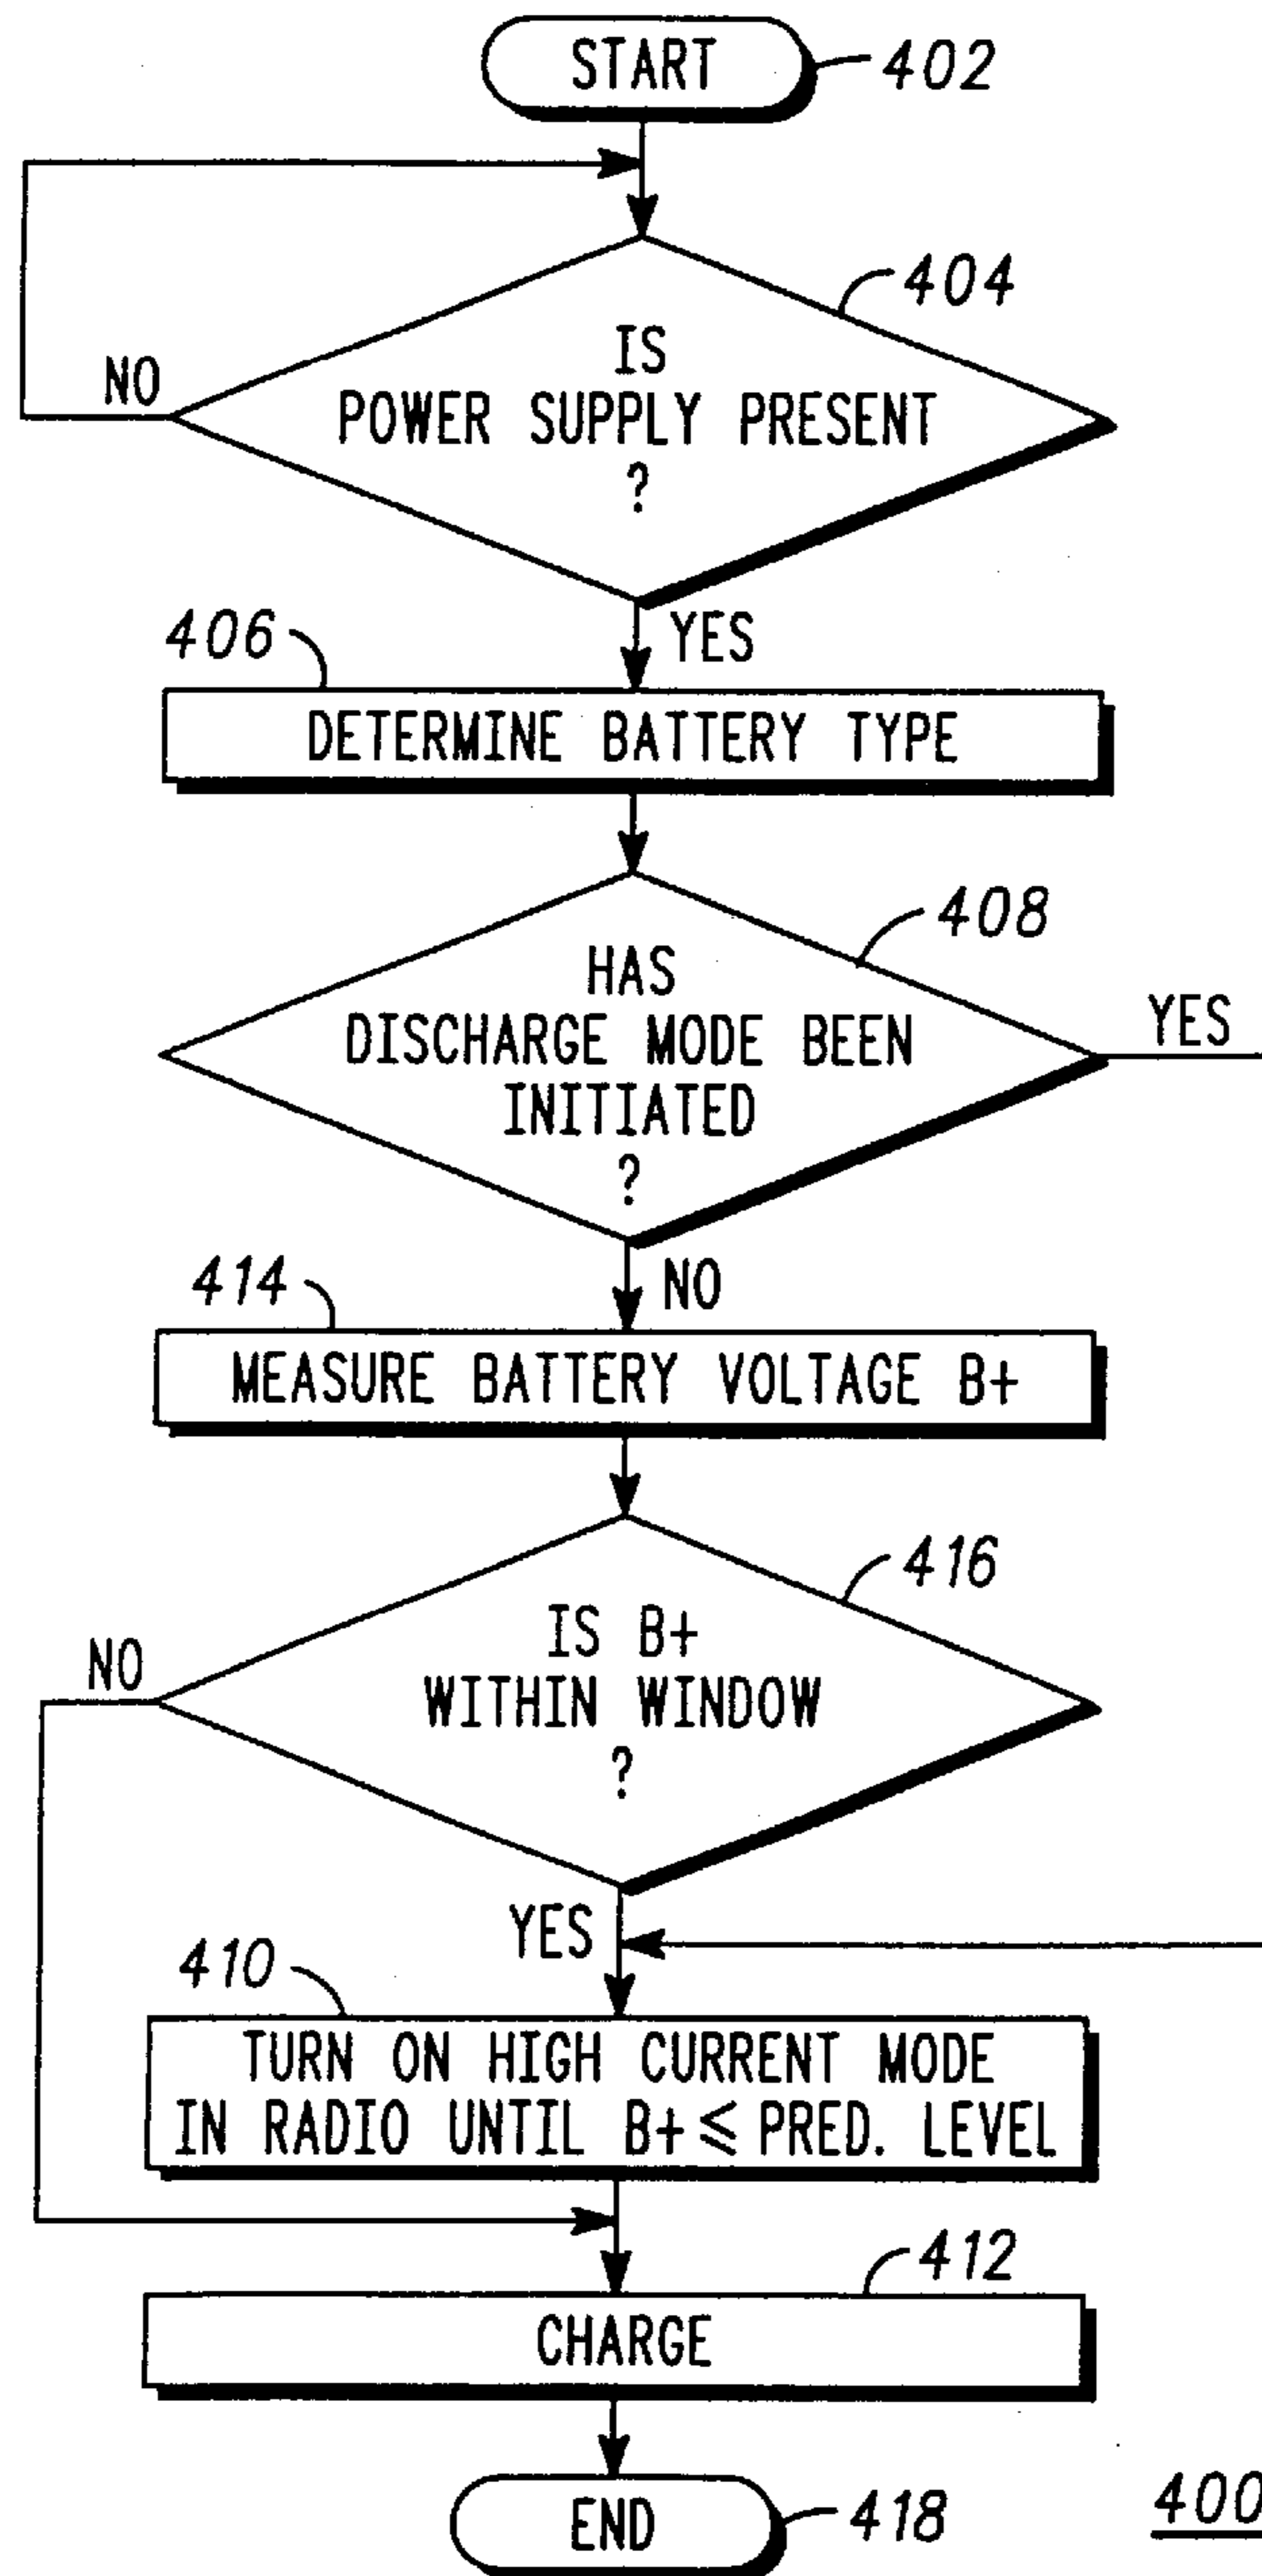 START
402
404
NO
IS
POWER SUPPLY PRESENT
?
YES
406
DETERMINE BATTERY TYPE
408
HAS
DISCHARGE MODE BEEN
INITIATED
?
YES
NO
414
MEASURE BATTERY VOLTAGE B+
416
NO
IS B+
WITHIN WINDOW
?
YES
410
TURN ON HIGH CURRENT MODE
IN RADIO UNTIL B+ ≤ PRED. LEVEL
412
CHARGE
END
418
400